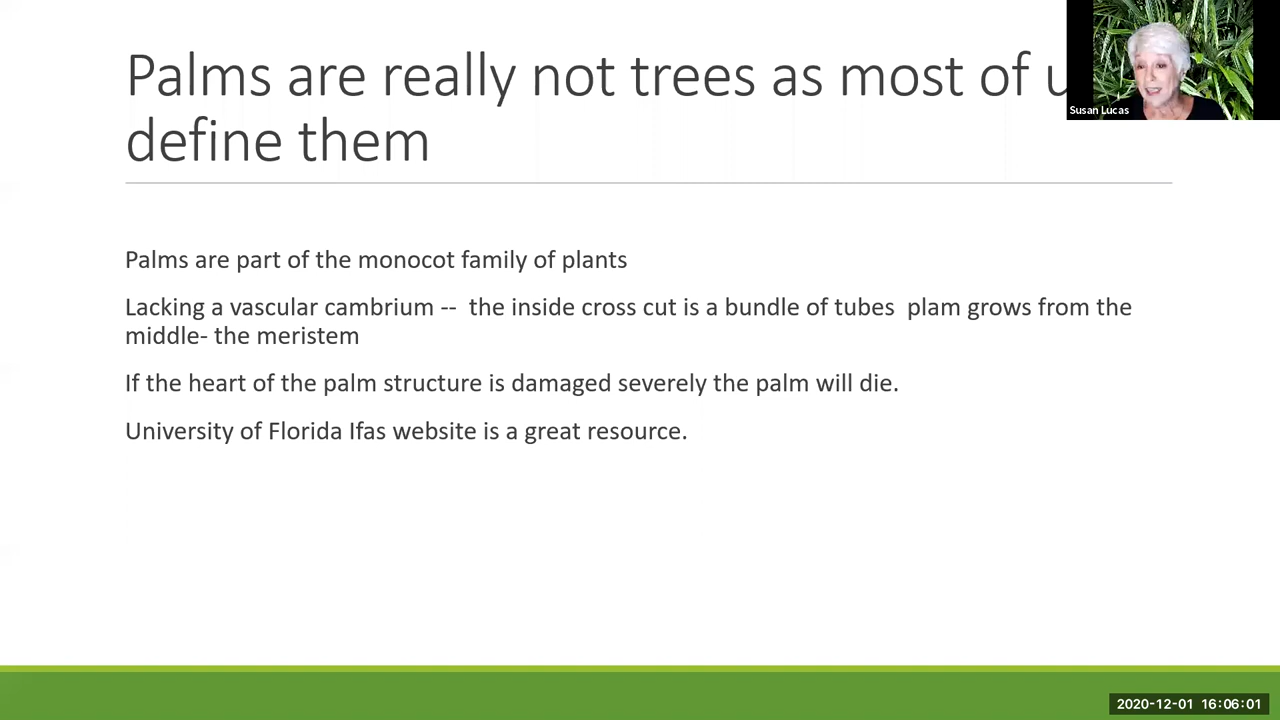 Palms are really not trees as most of
define them
Susan Lucas
Palms are part of the monocot family of plants
Lacking a vascular cambrium -- the inside cross cut is a bundle of tubes plam grows from the
middle- the meristem
If the heart of the palm structure is damaged severely the palm will die.
University of Florida Ifas website is a great resource.
2020-12-01 16:06:01